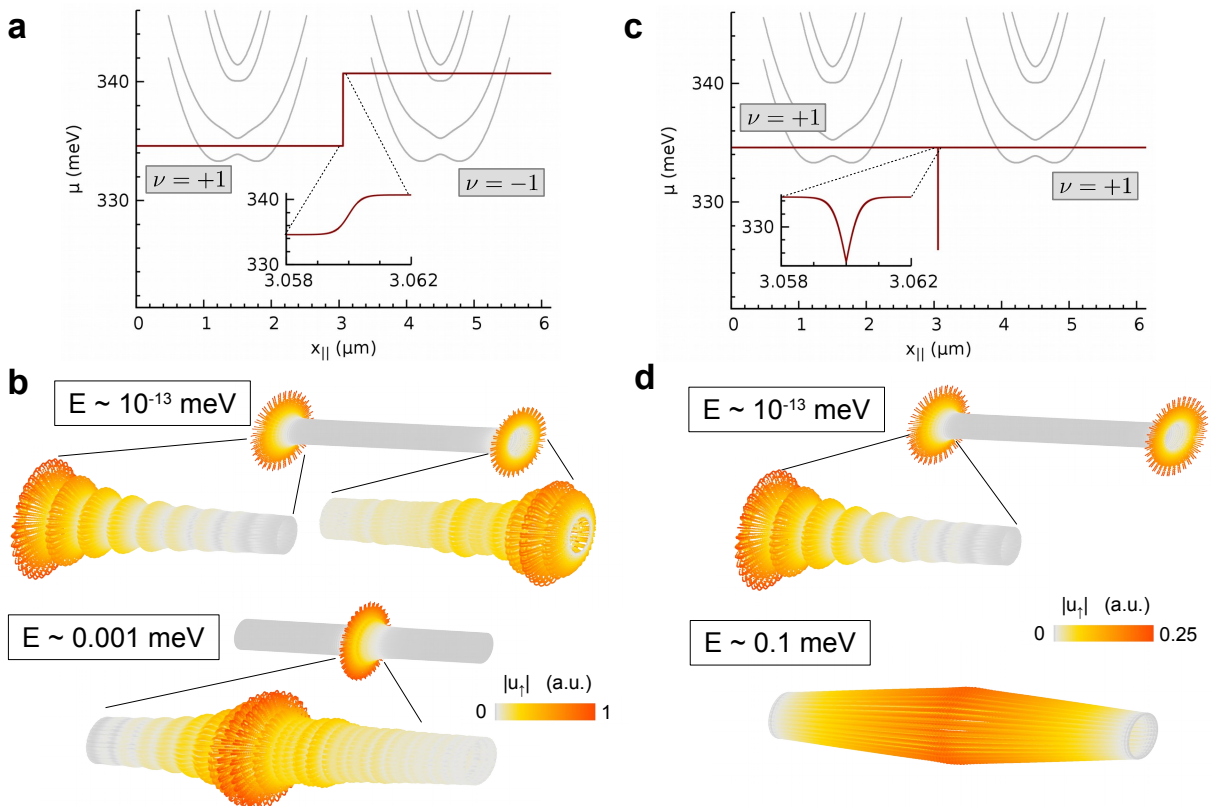 a
μ (meV)
340
330
ν = +1
ν = −1
340
330
3.058
3.062
0
1
2
3
4
5
6
x|| (μm)
c
μ (meV)
340
330
ν = +1
ν = +1
330
3.058
3.062
0
1
2
3
4
5
6
x|| (μm)
b
E ~ 10⁻¹³ meV
E ~ 0.001 meV
|u↑| (a.u.)
0
1
d
E ~ 10⁻¹³ meV
|u↑| (a.u.)
0
0.25
E ~ 0.1 meV